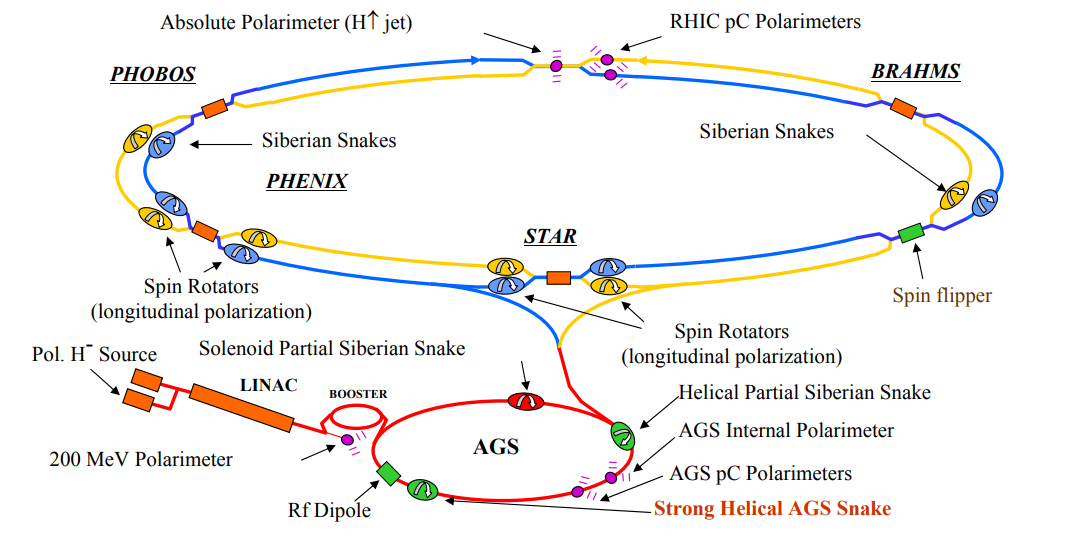 Absolute Polarimeter (H↑ jet)
RHIC pC Polarimeters
PHOBOS
BRAHMS
Siberian Snakes
Siberian Snakes
PHENIX
STAR
Spin Rotators
(longitudinal polarization)
Spin flipper
Spin Rotators
(longitudinal polarization)
Solenoid Partial Siberian Snake
Pol. H⁻ Source
LINAC
BOOSTER
Helical Partial Siberian Snake
AGS Internal Polarimeter
AGS
200 MeV Polarimeter
AGS pC Polarimeters
Rf Dipole
Strong Helical AGS Snake